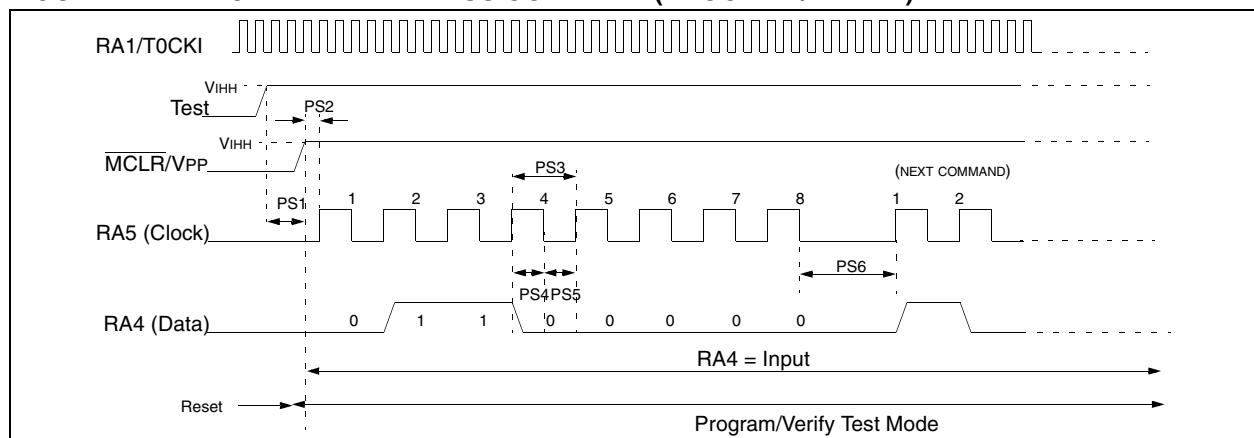 RA1/T0CKI
VIHH
Test
PS2
VIHH
MCLR/VPP
PS3
(NEXT COMMAND)
PS1
1 2 3 4 5 6 7 8 1 2
RA5 (Clock)
PS6
PS4 PS5
RA4 (Data)
0 1 1 0 0 0 0 0
RA4 = Input
Reset
Program/Verify Test Mode